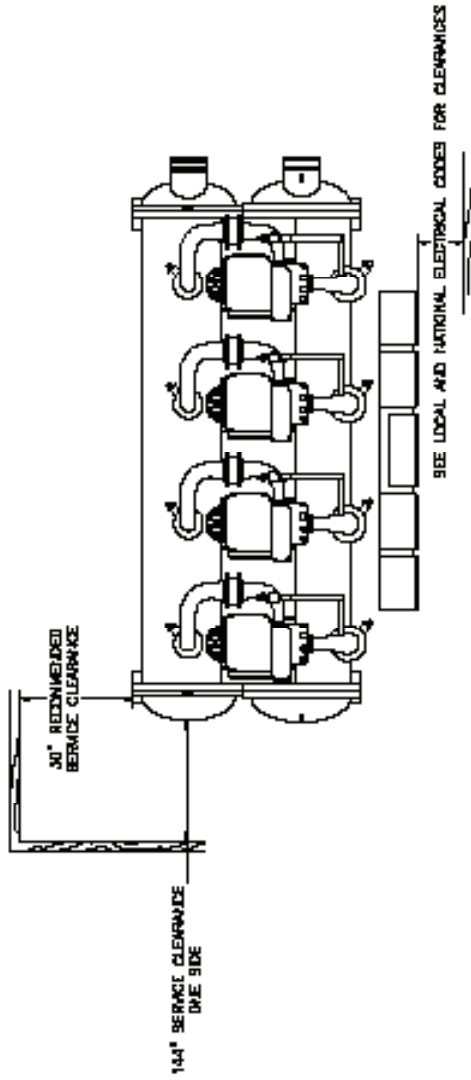 30" RECOMMENDED
SERVICE CLEARANCE
144" SERVICE CLEARANCE
ONE SIDE
SEE LOCAL AND NATIONAL ELECTRICAL CODES FOR CLEARANCES